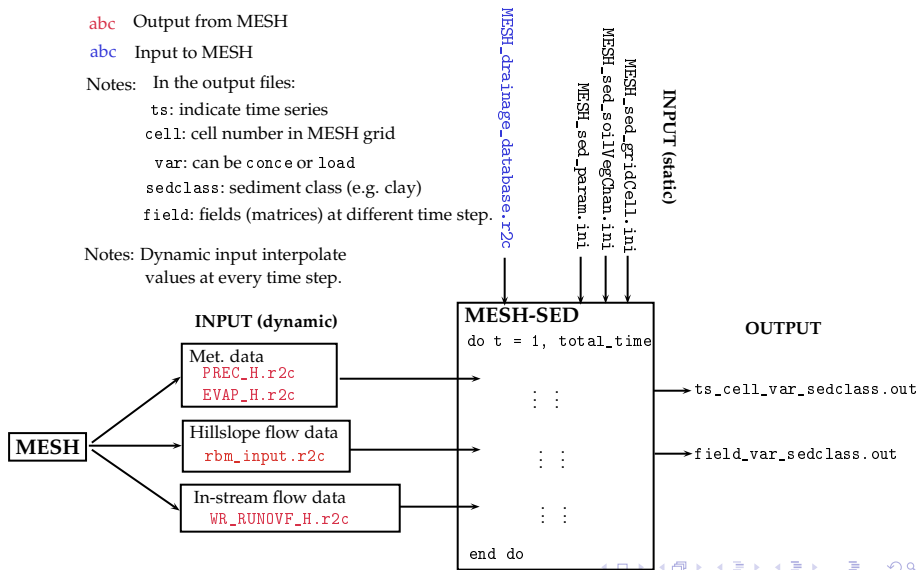 abc Output from MESH
abc Input to MESH
Notes: In the output files:
ts: indicate time series
cell: cell number in MESH grid
var: can be conce or load
sedclass: sediment class (e.g. clay)
field: fields (matrices) at different time step.
Notes: Dynamic input interpolate
values at every time step.
MESH_drainage_database.r2c
MESH_sed_param.ini
MESH_sed_soilVegChan.ini
MESH_sed_gridCell.ini
INPUT (static)
INPUT (dynamic)
MESH
Met. data
PREC_H.r2c
EVAP_H.r2c
Hillslope flow data
rbm_input.r2c
In-stream flow data
WR_RUNOVF_H.r2c
MESH-SED
do t = 1, total_time
end do
OUTPUT
ts_cell_var_sedclass.out
field_var_sedclass.out